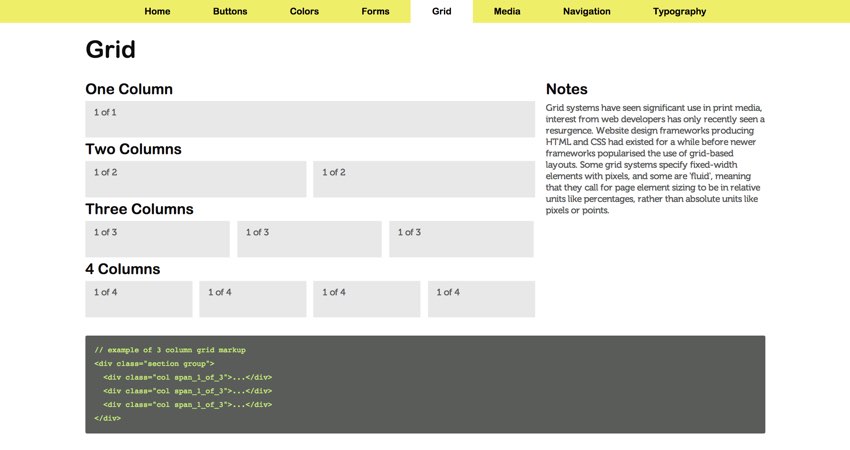 Home Buttons Colors Forms Grid Media Navigation Typography
Grid
One Column
1 of 1
Two Columns
1 of 2 1 of 2
Three Columns
1 of 3 1 of 3 1 of 3
4 Columns
1 of 4 1 of 4 1 of 4 1 of 4
Notes
Grid systems have seen significant use in print media,
interest from web developers has only recently seen a
resurgence. Website design frameworks producing
HTML and CSS had existed for a while before newer
frameworks popularised the use of grid-based
layouts. Some grid systems specify fixed-width
elements with pixels, and some are 'fluid', meaning
that they call for page element sizing to be in relative
units like percentages, rather than absolute units like
pixels or points.
// example of 3 column grid markup
<div class="section group">
  <div class="col span_1_of_3">...</div>
  <div class="col span_1_of_3">...</div>
  <div class="col span_1_of_3">...</div>
</div>